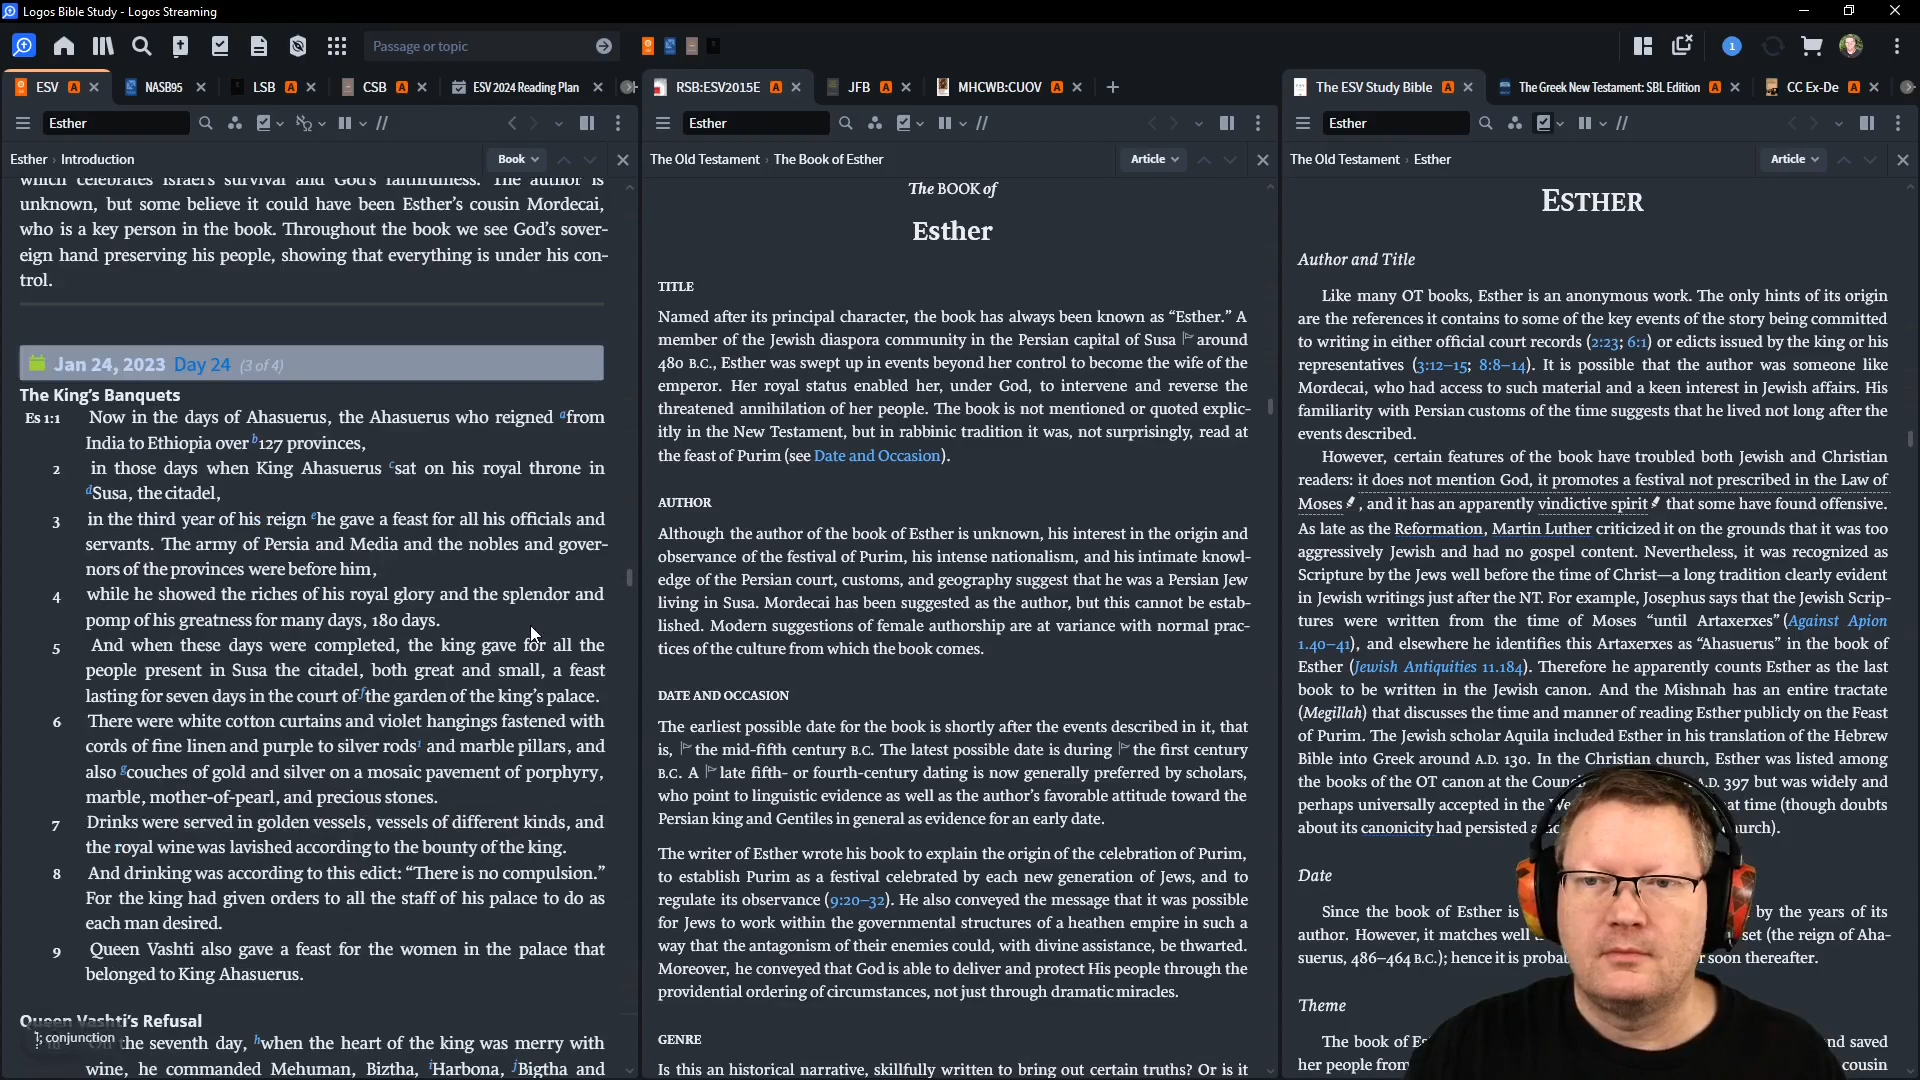 Logos Bible Study - Logos Streaming
Passage or topic
1
ESV A
NASB95
LSB A
CSB A
ESV 2024 Reading Plan
Esther
Esther › Introduction
Book
which celebrates Israel's survival and God's faithfulness. The author is
unknown, but some believe it could have been Esther's cousin Mordecai,
who is a key person in the book. Throughout the book we see God's sover-
eign hand preserving his people, showing that everything is under his con-
trol.
Jan 24, 2023 Day 24 (3 of 4)
The King's Banquets
Es 1:1 Now in the days of Ahasuerus, the Ahasuerus who reigned a from
India to Ethiopia over b 127 provinces,
2 in those days when King Ahasuerus c sat on his royal throne in
d Susa, the citadel,
3 in the third year of his reign e he gave a feast for all his officials and
servants. The army of Persia and Media and the nobles and gover-
nors of the provinces were before him,
4 while he showed the riches of his royal glory and the splendor and
pomp of his greatness for many days, 180 days.
5 And when these days were completed, the king gave for all the
people present in Susa the citadel, both great and small, a feast
lasting for seven days in the court of f the garden of the king's palace.
6 There were white cotton curtains and violet hangings fastened with
cords of fine linen and purple to silver rods 1 and marble pillars, and
also g couches of gold and silver on a mosaic pavement of porphyry,
marble, mother-of-pearl, and precious stones.
7 Drinks were served in golden vessels, vessels of different kinds, and
the royal wine was lavished according to the bounty of the king.
8 And drinking was according to this edict: “There is no compulsion.”
For the king had given orders to all the staff of his palace to do as
each man desired.
9 Queen Vashti also gave a feast for the women in the palace that
belonged to King Ahasuerus.
Queen Vashti's Refusal
conjunction
the seventh day, h when the heart of the king was merry with
wine, he commanded Mehuman, Biztha, i Harbona, j Bigtha and
RSB:ESV2015E A
JFB A
MHCWB:CUOV A
Esther
The Old Testament › The Book of Esther
Article
The BOOK of
Esther
TITLE
Named after its principal character, the book has always been known as “Esther.” A
member of the Jewish diaspora community in the Persian capital of Susa around
480 B.C., Esther was swept up in events beyond her control to become the wife of the
emperor. Her royal status enabled her, under God, to intervene and reverse the
threatened annihilation of her people. The book is not mentioned or quoted explic-
itly in the New Testament, but in rabbinic tradition it was, not surprisingly, read at
the feast of Purim (see Date and Occasion).
AUTHOR
Although the author of the book of Esther is unknown, his interest in the origin and
observance of the festival of Purim, his intense nationalism, and his intimate knowl-
edge of the Persian court, customs, and geography suggest that he was a Persian Jew
living in Susa. Mordecai has been suggested as the author, but this cannot be estab-
lished. Modern suggestions of female authorship are at variance with normal prac-
tices of the culture from which the book comes.
DATE AND OCCASION
The earliest possible date for the book is shortly after the events described in it, that
is, the mid-fifth century B.C. The latest possible date is during the first century
B.C. A late fifth- or fourth-century dating is now generally preferred by scholars,
who point to linguistic evidence as well as the author's favorable attitude toward the
Persian king and Gentiles in general as evidence for an early date.
The writer of Esther wrote his book to explain the origin of the celebration of Purim,
to establish Purim as a festival celebrated by each new generation of Jews, and to
regulate its observance (9:20–32). He also conveyed the message that it was possible
for Jews to work within the governmental structures of a heathen empire in such a
way that the antagonism of their enemies could, with divine assistance, be thwarted.
Moreover, he conveyed that God is able to deliver and protect His people through the
providential ordering of circumstances, not just through dramatic miracles.
GENRE
Is this an historical narrative, skillfully written to bring out certain truths? Or is it
The ESV Study Bible A
The Greek New Testament: SBL Edition A
CC Ex-De A
Esther
The Old Testament › Esther
Article
ESTHER
Author and Title
Like many OT books, Esther is an anonymous work. The only hints of its origin
are the references it contains to some of the key events of the story being committed
to writing in either official court records (2:23; 6:1) or edicts issued by the king or his
representatives (3:12–15; 8:8–14). It is possible that the author was someone like
Mordecai, who had access to such material and a keen interest in Jewish affairs. His
familiarity with Persian customs of the time suggests that he lived not long after the
events described.
However, certain features of the book have troubled both Jewish and Christian
readers: it does not mention God, it promotes a festival not prescribed in the Law of
Moses, and it has an apparently vindictive spirit that some have found offensive.
As late as the Reformation, Martin Luther criticized it on the grounds that it was too
aggressively Jewish and had no gospel content. Nevertheless, it was recognized as
Scripture by the Jews well before the time of Christ—a long tradition clearly evident
in Jewish writings just after the NT. For example, Josephus says that the Jewish Scrip-
tures were written from the time of Moses “until Artaxerxes” (Against Apion
1.40–41), and elsewhere he identifies this Artaxerxes as “Ahasuerus” in the book of
Esther (Jewish Antiquities 11.184). Therefore he apparently counts Esther as the last
book to be written in the Jewish canon. And the Mishnah has an entire tractate
(Megillah) that discusses the time and manner of reading Esther publicly on the Feast
of Purim. The Jewish scholar Aquila included Esther in his translation of the Hebrew
Bible into Greek around A.D. 130. In the Christian church, Esther was listed among
the books of the OT canon at the Coun A.D. 397 but was widely and
perhaps universally accepted in the We at time (though doubts
about its canonicity had persisted a urch).
Date
Since the book of Esther is by the years of its
author. However, it matches well set (the reign of Aha-
suerus, 486–464 B.C.); hence it is proba r soon thereafter.
Theme
The book of Es nd saved
her people from cousin